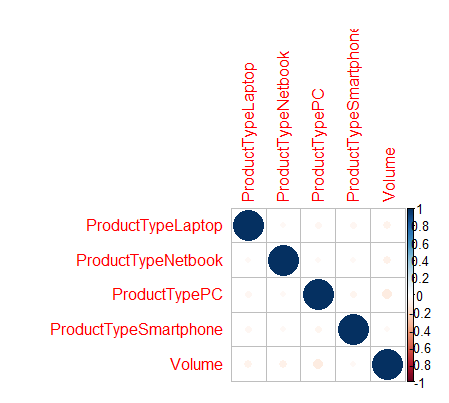 ProductTypeLaptop
ProductTypeNetbook
ProductTypePC
ProductTypeSmartphone
Volume
ProductTypeLaptop
ProductTypeNetbook
ProductTypePC
ProductTypeSmartphone
Volume
1
0.8
0.6
0.4
0.2
0
-0.2
-0.4
-0.6
-0.8
-1